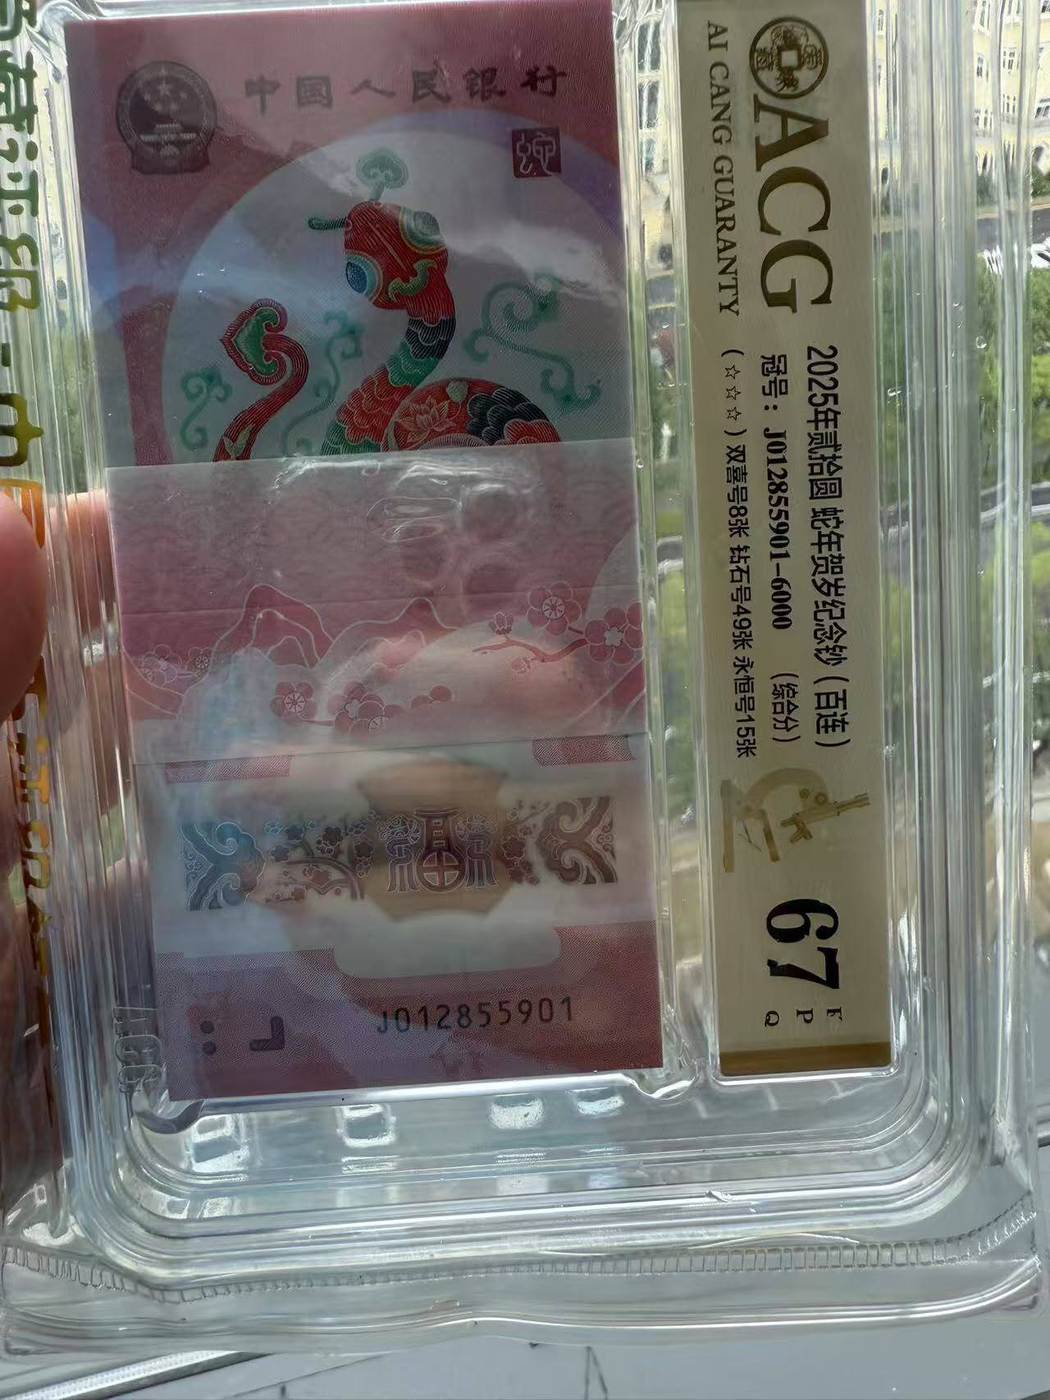 中国人民银行
福
J012855901
ACG
AI CANG GUARANTY
2025年贰拾圆 蛇年贺岁纪念钞(百连)
冠号:J012855901-6000 (综合分)
(☆☆☆)双喜号8张 钻石号49张 永恒号15张
67
F
P
Q